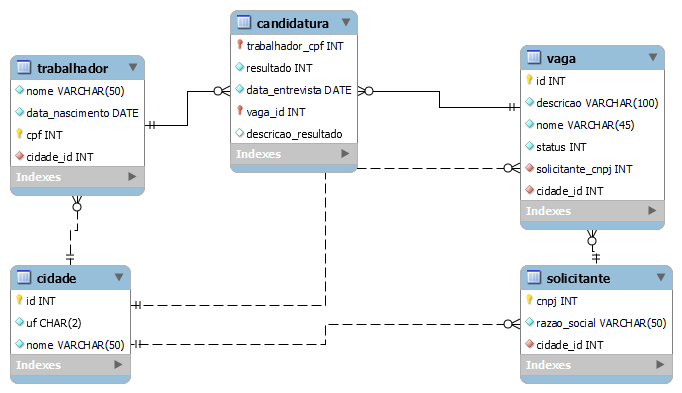 candidatura
trabalhador_cpf INT
resultado INT
data_entrevista DATE
vaga_id INT
descricao_resultado
Indexes
trabalhador
nome VARCHAR(50)
data_nascimento DATE
cpf INT
cidade_id INT
Indexes
vaga
id INT
descricao VARCHAR(100)
nome VARCHAR(45)
status INT
solicitante_cnpj INT
cidade_id INT
Indexes
cidade
id INT
uf CHAR(2)
nome VARCHAR(50)
Indexes
solicitante
cnpj INT
razao_social VARCHAR(50)
cidade_id INT
Indexes